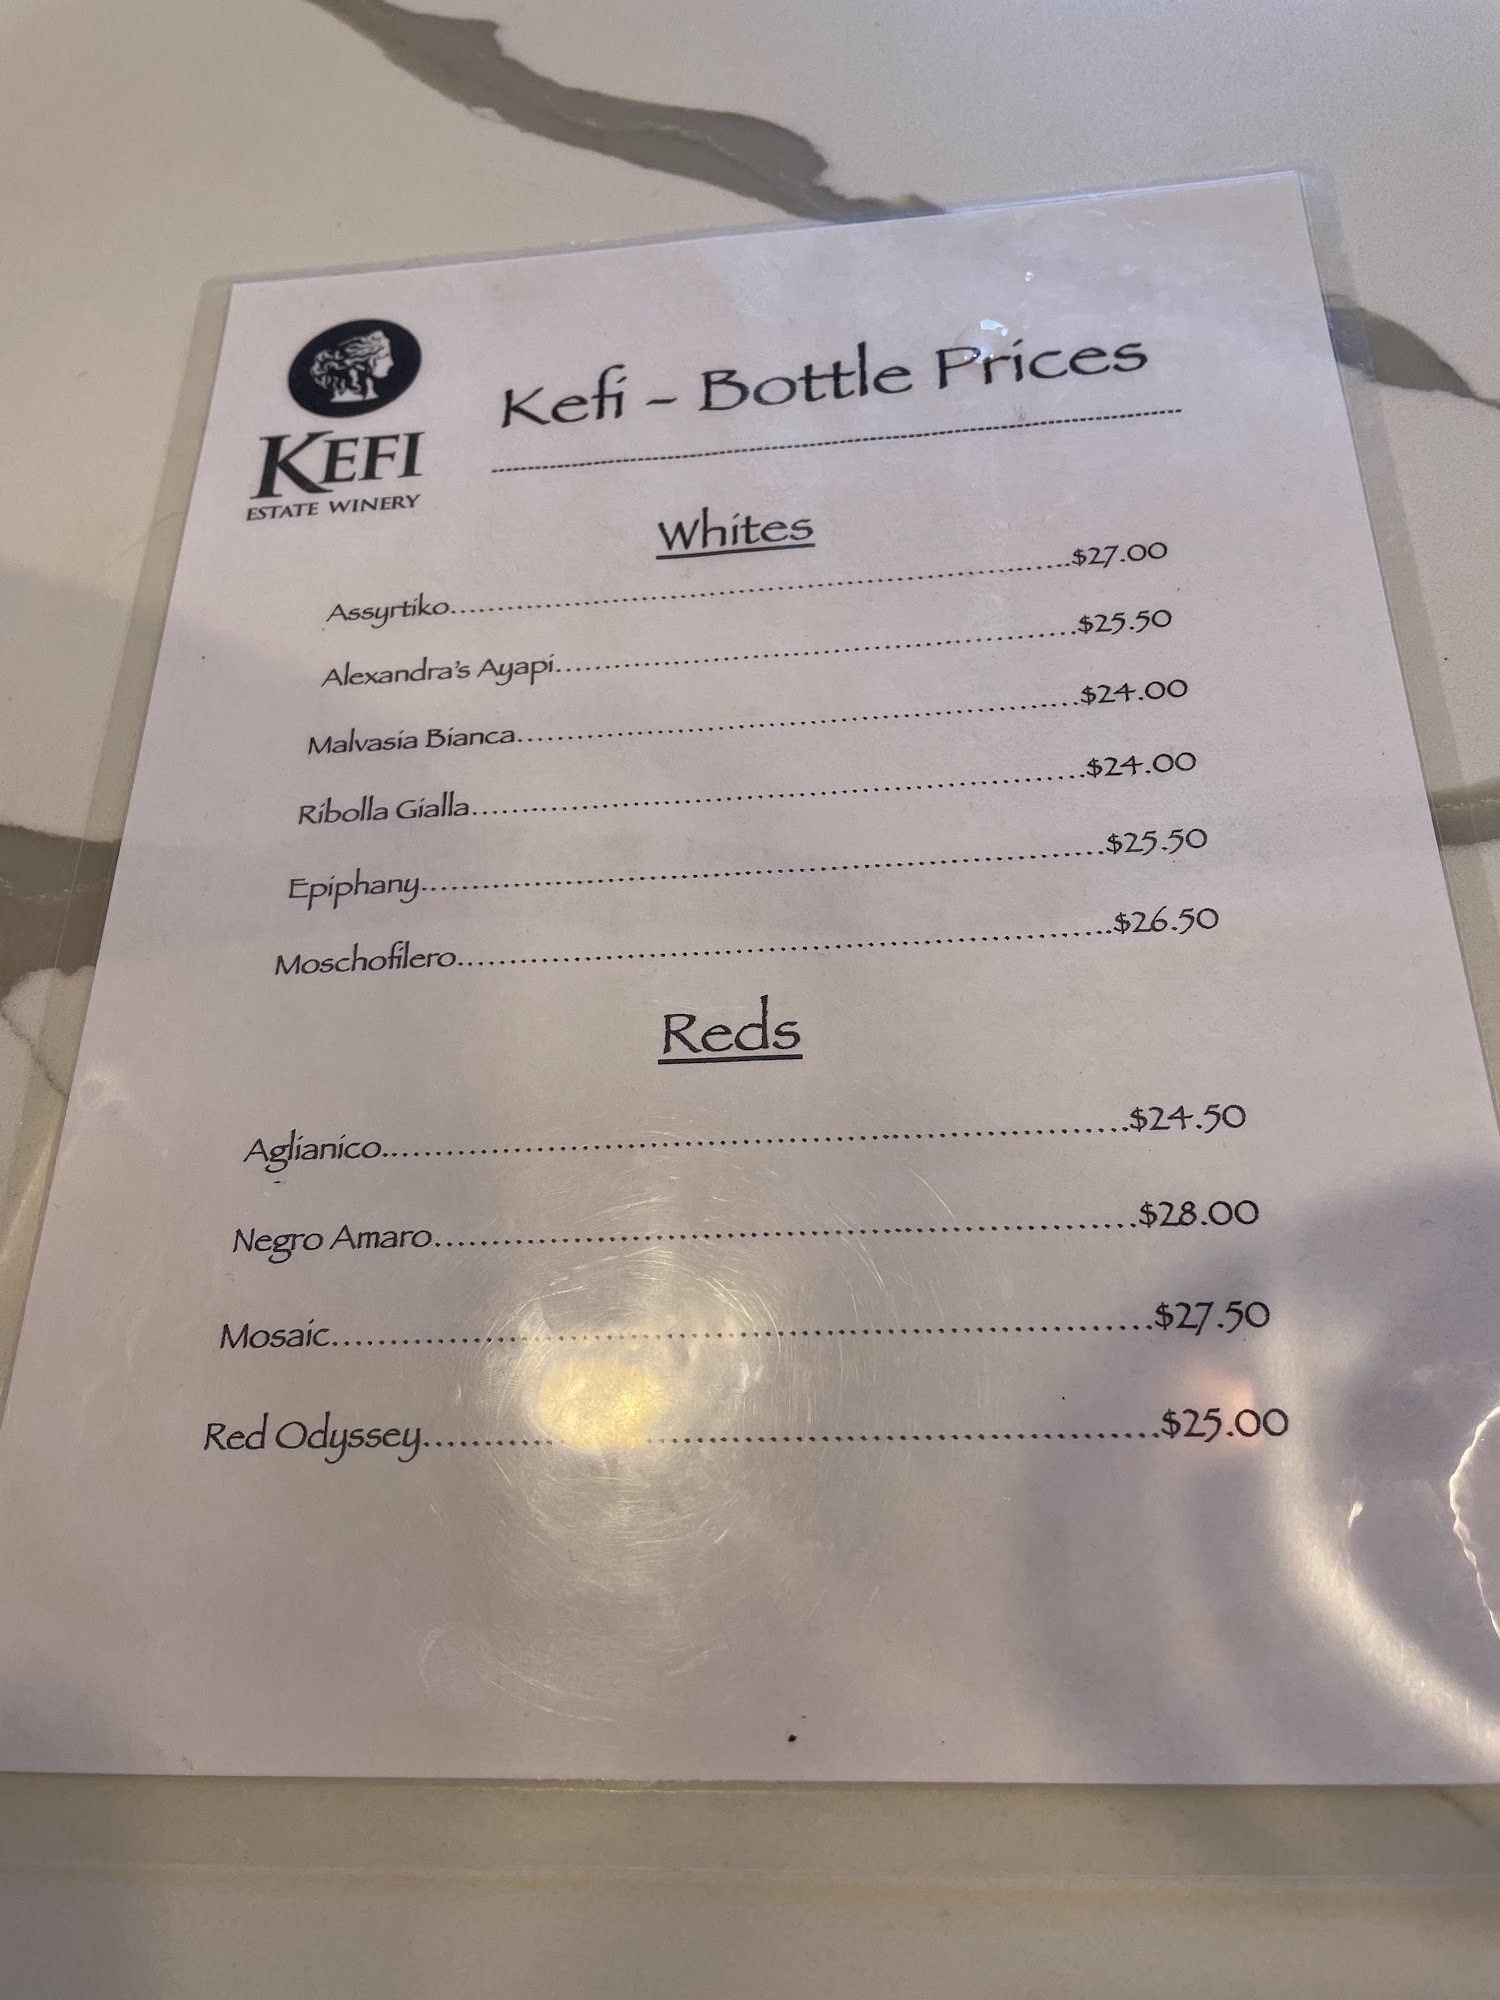 KEFI
ESTATE WINERY
Kefi - Bottle Prices
Whites
Assyrtiko....................$27.00
Alexandra's Ayapi....................$25.50
Malvasia Bianca....................$24.00
Ribolla Gialla....................$24.00
Epiphany....................$25.50
Moschofilero....................$26.50
Reds
Aglianico....................$24.50
Negro Amaro....................$28.00
Mosaic....................$27.50
Red Odyssey....................$25.00